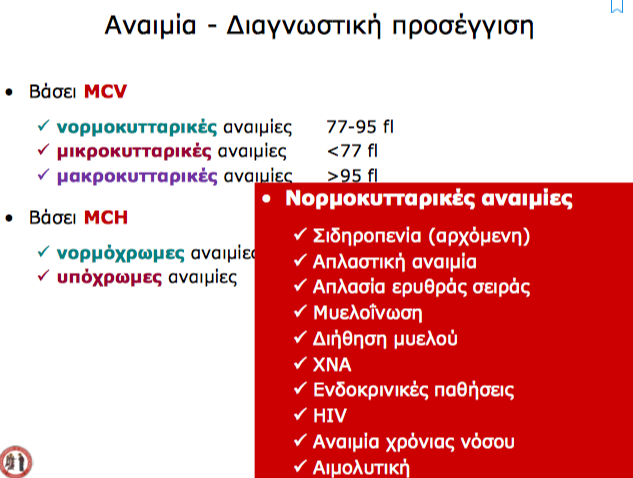 Αναιμία - Διαγνωστική προσέγγιση
• Βάσει MCV
✓ νορμοκυτταρικές αναιμίες 77-95 fl
✓ μικροκυτταρικές αναιμίες <77 fl
✓ μακροκυτταρικές αναιμίες >95 fl
• Βάσει MCH
✓ νορμόχρωμες αναιμίες
✓ υπόχρωμες αναιμίες
• Νορμοκυτταρικές αναιμίες
✓ Σιδηροπενία (αρχόμενη)
✓ Απλαστική αναιμία
✓ Απλασία ερυθράς σειράς
✓ Μυελοΐνωση
✓ Διήθηση μυελού
✓ ΧΝΑ
✓ Ενδοκρινικές παθήσεις
✓ HIV
✓ Αναιμία χρόνιας νόσου
✓ Αιμολυτική